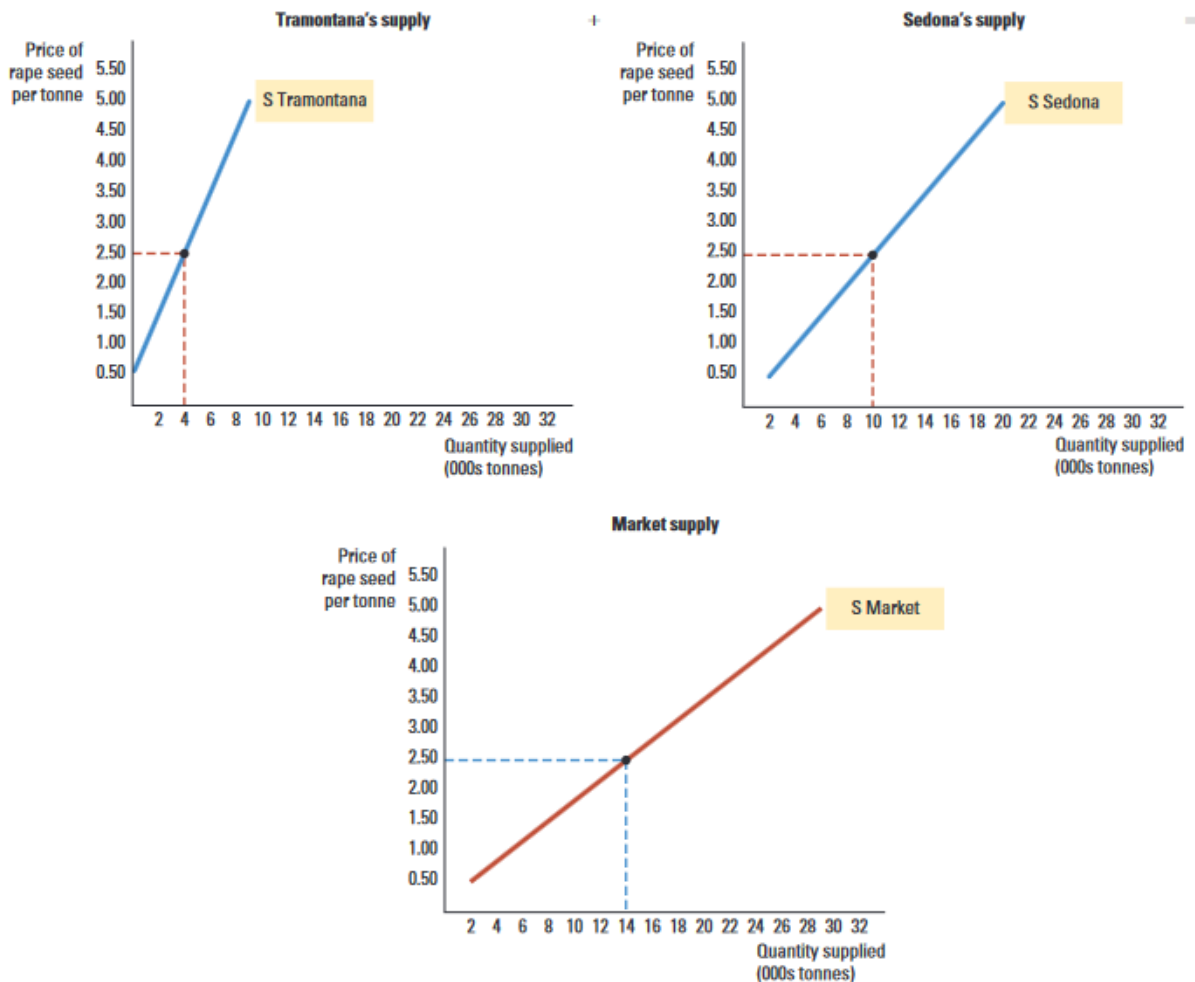 Tramontana's supply
+
Sedona's supply
=
Price of
rape seed
per tonne
5.50
5.00
4.50
4.00
3.50
3.00
2.50
2.00
1.50
1.00
0.50
S Tramontana
2 4 6 8 10 12 14 16 18 20 22 24 26 28 30 32
Quantity supplied
(000s tonnes)
Price of
rape seed
per tonne
5.50
5.00
4.50
4.00
3.50
3.00
2.50
2.00
1.50
1.00
0.50
S Sedona
2 4 6 8 10 12 14 16 18 20 22 24 26 28 30 32
Quantity supplied
(000s tonnes)
Market supply
Price of
rape seed
per tonne
5.50
5.00
4.50
4.00
3.50
3.00
2.50
2.00
1.50
1.00
0.50
S Market
2 4 6 8 10 12 14 16 18 20 22 24 26 28 30 32
Quantity supplied
(000s tonnes)